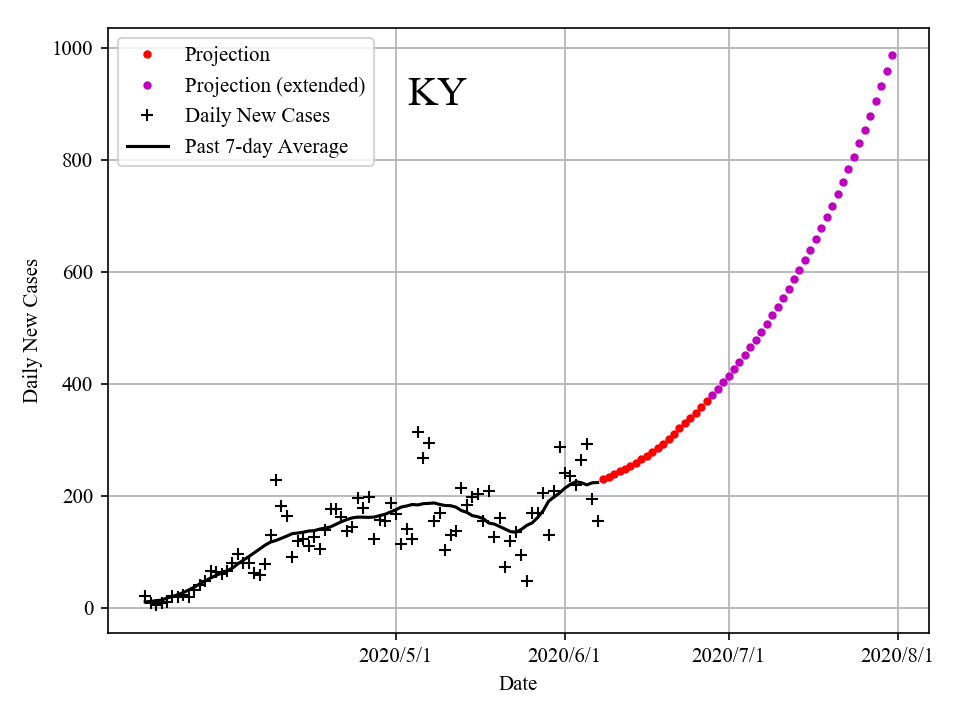 KY
Projection
Projection (extended)
Daily New Cases
Past 7-day Average
Daily New Cases
1000
800
600
400
200
0
2020/5/1
2020/6/1
2020/7/1
2020/8/1
Date